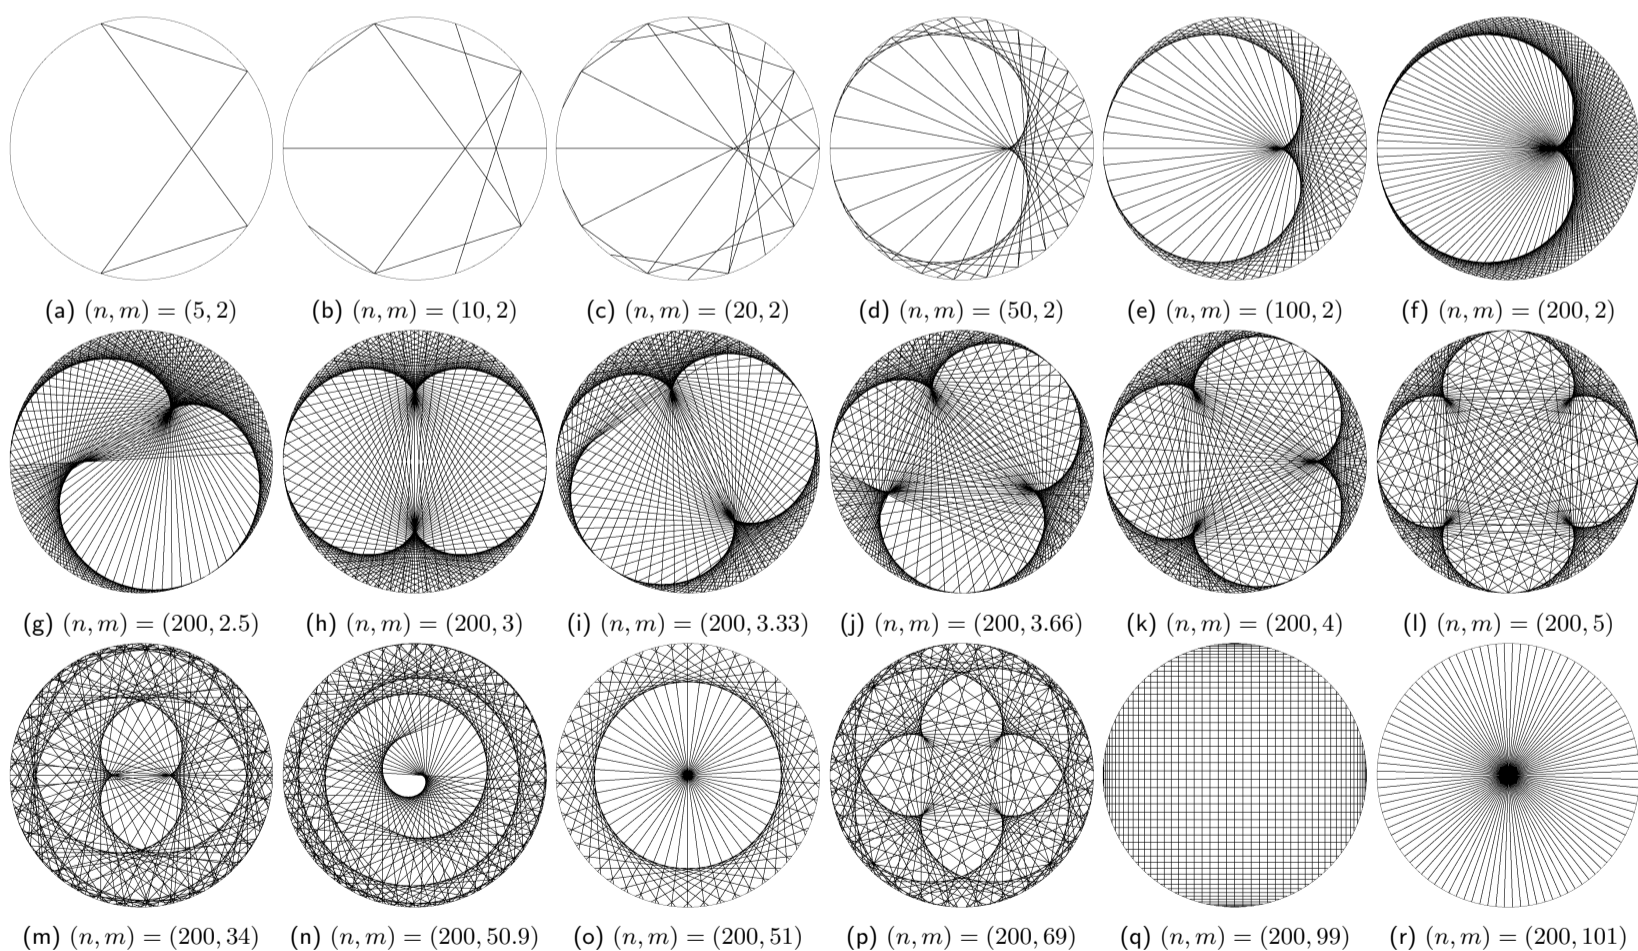 (a) (n, m) = (5, 2) (b) (n, m) = (10, 2) (c) (n, m) = (20, 2) (d) (n, m) = (50, 2) (e) (n, m) = (100, 2) (f) (n, m) = (200, 2)
(g) (n, m) = (200, 2.5) (h) (n, m) = (200, 3) (i) (n, m) = (200, 3.33) (j) (n, m) = (200, 3.66) (k) (n, m) = (200, 4) (l) (n, m) = (200, 5)
(m) (n, m) = (200, 34) (n) (n, m) = (200, 50.9) (o) (n, m) = (200, 51) (p) (n, m) = (200, 69) (q) (n, m) = (200, 99) (r) (n, m) = (200, 101)